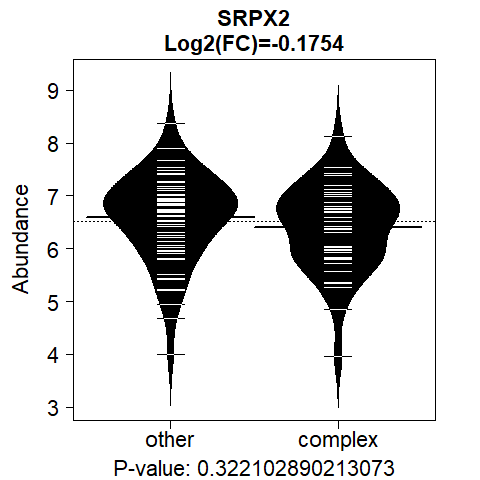 SRPX2
Log2(FC)=-0.1754
Abundance
9
8
7
6
5
4
3
other complex
P-value: 0.322102890213073